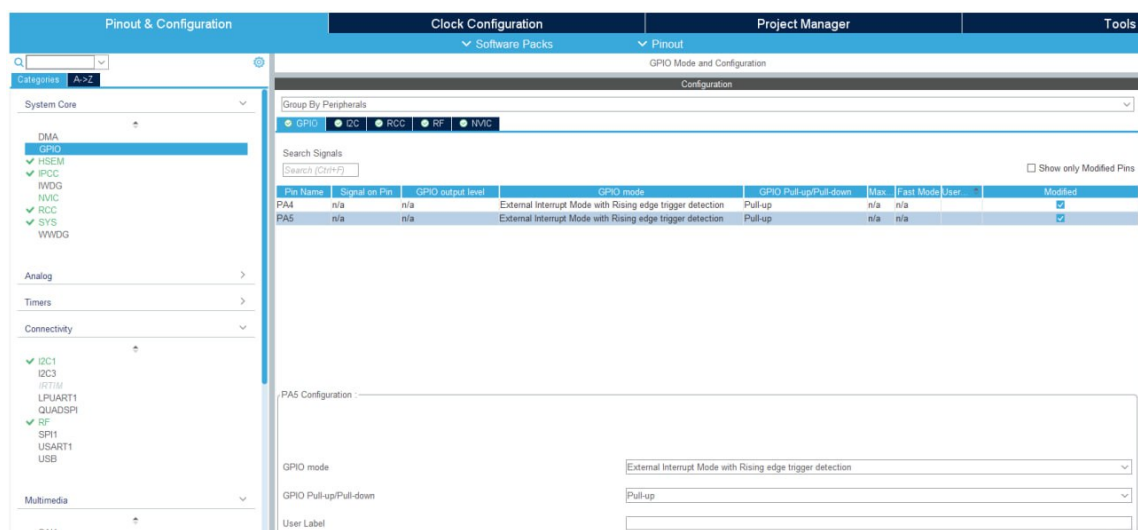 Pinout & Configuration Clock Configuration Project Manager Tools
Software Packs Pinout
GPIO Mode and Configuration
Configuration
Categories A->Z
Group By Peripherals
System Core
GPIO I2C RCC RF NVIC
DMA
GPIO
HSEM
IPCC
IWDG
NVIC
RCC
SYS
WWDG
Analog
Timers
Connectivity
I2C1
I2C3
IRTIM
LPUART1
QUADSPI
RF
SPI1
USART1
USB
Multimedia
Search Signals
Search (Ctrl+F) Show only Modified Pins
Pin Name Signal on Pin GPIO output level GPIO mode GPIO Pull-up/Pull-down Max... Fast Mode User... Modified
PA4 n/a n/a External Interrupt Mode with Rising edge trigger detection Pull-up n/a n/a
PA5 n/a n/a External Interrupt Mode with Rising edge trigger detection Pull-up n/a n/a
PA5 Configuration :
GPIO mode External Interrupt Mode with Rising edge trigger detection
GPIO Pull-up/Pull-down Pull-up
User Label